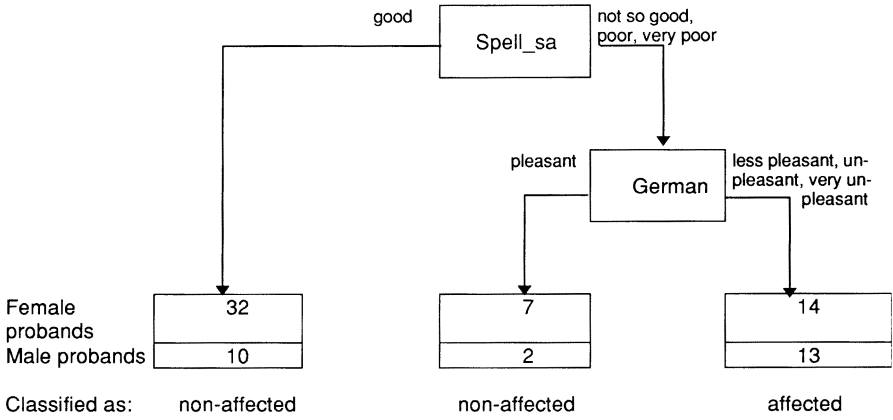 good
Spell_sa
not so good,
poor, very poor
pleasant
German
less pleasant, un-
pleasant, very un-
pleasant
Female
probands
32
7
14
Male probands
10
2
13
Classified as:
non-affected
non-affected
affected